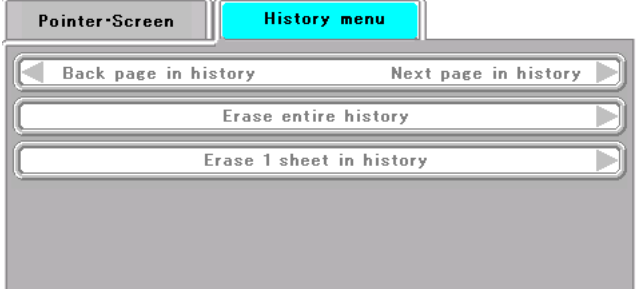 Pointer·Screen
History menu
Back page in history Next page in history
Erase entire history
Erase 1 sheet in history